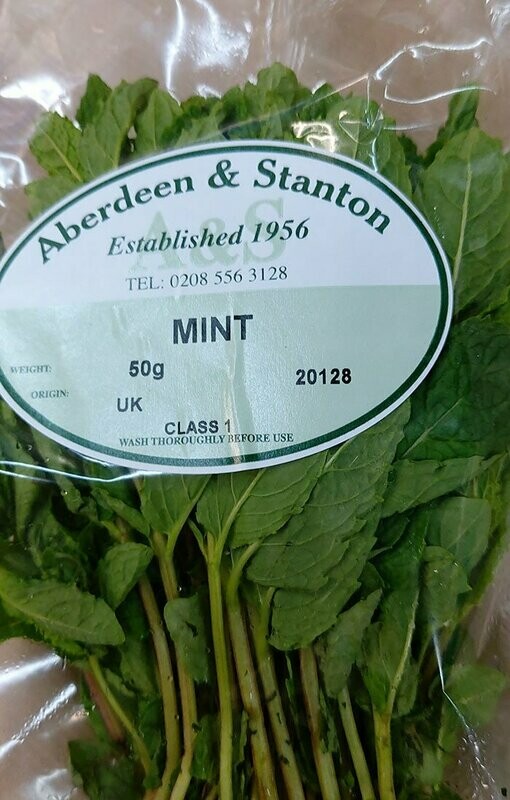 Aberdeen & Stanton
A&S
Established 1956
TEL: 0208 556 3128
MINT
WEIGHT: 50g 20128
ORIGIN: UK
CLASS 1
WASH THOROUGHLY BEFORE USE